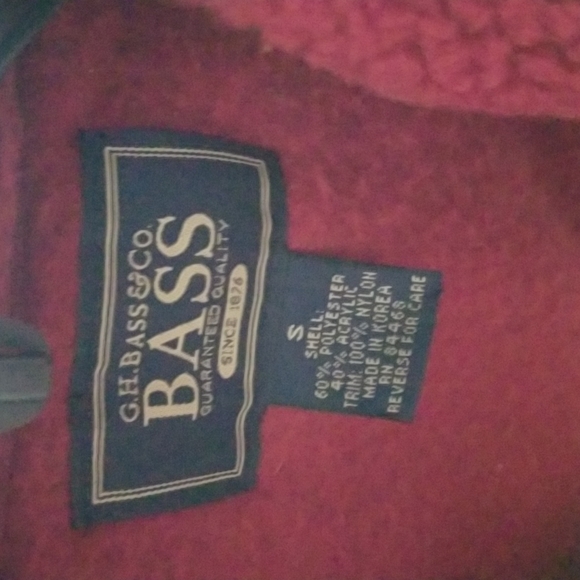 G.H.BASS&CO.
BASS
GUARANTEED QUALITY
SINCE 1876
S
SHELL:
60% POLYESTER
40% ACRYLIC
TRIM: 100% NYLON
MADE IN KOREA
RN 84468
REVERSE FOR CARE